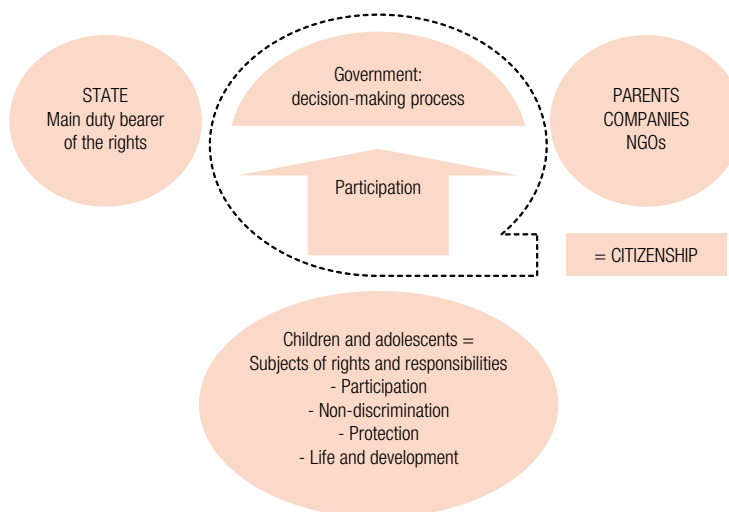 STATE
Main duty bearer
of the rights
Government:
decision-making process
PARENTS
COMPANIES
NGOs
Participation
= CITIZENSHIP
Children and adolescents =
Subjects of rights and responsibilities
- Participation
- Non-discrimination
- Protection
- Life and development